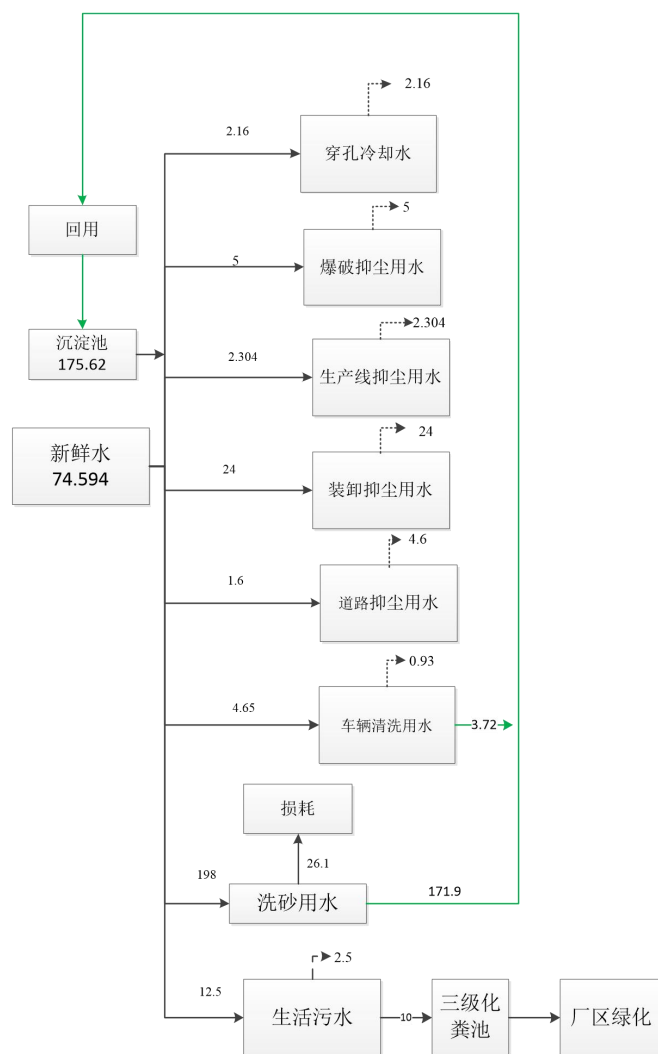 2.16
2.16
穿孔冷却水
回用
5
5
爆破抑尘用水
沉淀池
175.62
2.304
2.304
生产线抑尘用水
新鲜水
74.594
24
24
装卸抑尘用水
4.6
1.6
道路抑尘用水
0.93
4.65
车辆清洗用水
3.72
损耗
26.1
198
洗砂用水
171.9
2.5
12.5
生活污水
10
三级化
粪池
厂区绿化